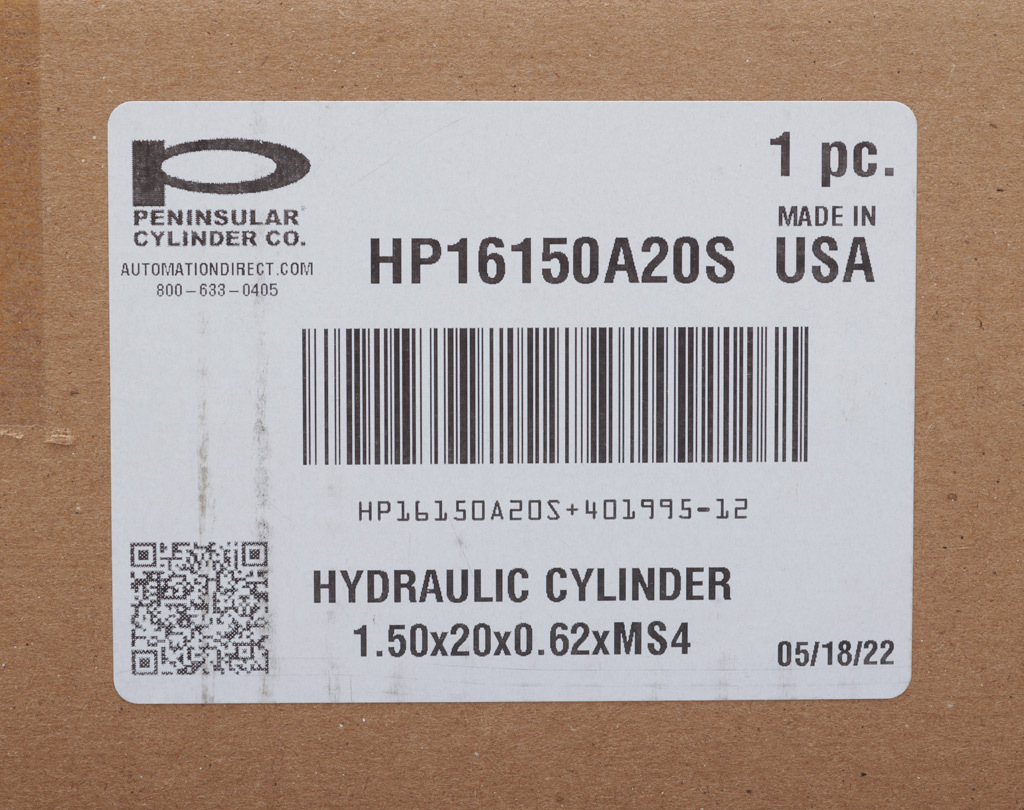 1 pc.
PENINSULAR
CYLINDER CO.
MADE IN
USA
HP16150A20S
AUTOMATIONDIRECT.COM
800-633-0405
HP16150A20S+401995-12
HYDRAULIC CYLINDER
1.50x20x0.62xMS4
05/18/22